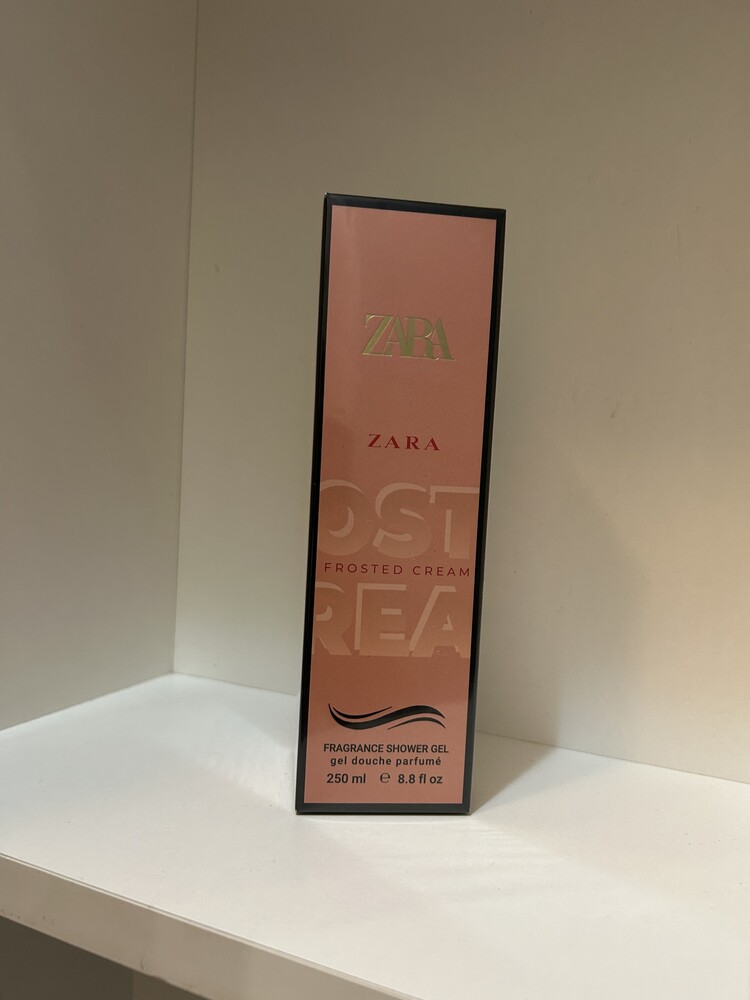 ZARA
ZARA
OST
FROSTED CREAM
REA
FRAGRANCE SHOWER GEL
gel douche parfumé
250 ml ℮ 8.8 fl oz